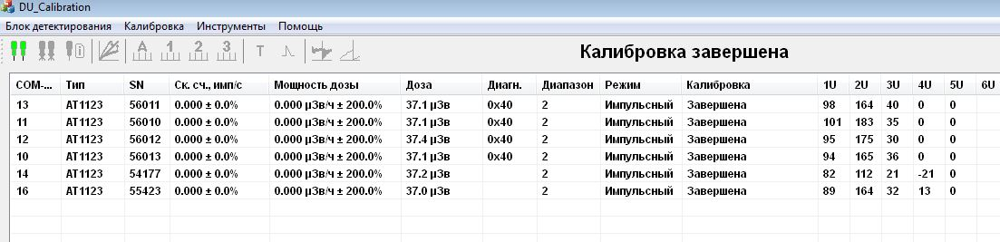 DU_Calibration
Блок детектирования Калибровка Инструменты Помощь
A 1 2 3 T
Калибровка завершена
COM-... Тип SN Ск. сч., имп/с Мощность дозы Доза Диагн. Диапазон Режим Калибровка 1U 2U 3U 4U 5U 6U
13 AT1123 56011 0.000 ± 0.0% 0.000 µЗв/ч ± 200.0% 37.1 µЗв 0x40 2 Импульсный Завершена 98 164 40 0 0
11 AT1123 56010 0.000 ± 0.0% 0.000 µЗв/ч ± 200.0% 37.1 µЗв 0x40 2 Импульсный Завершена 101 183 35 0 0
12 AT1123 56012 0.000 ± 0.0% 0.000 µЗв/ч ± 200.0% 37.4 µЗв 0x40 2 Импульсный Завершена 95 175 30 0 0
10 AT1123 56013 0.000 ± 0.0% 0.000 µЗв/ч ± 200.0% 37.1 µЗв 0x40 2 Импульсный Завершена 94 165 36 0 0
14 AT1123 54177 0.000 ± 0.0% 0.000 µЗв/ч ± 200.0% 37.2 µЗв 2 Импульсный Завершена 82 112 21 -21 0
16 AT1123 55423 0.000 ± 0.0% 0.000 µЗв/ч ± 200.0% 37.0 µЗв 2 Импульсный Завершена 89 164 32 13 0